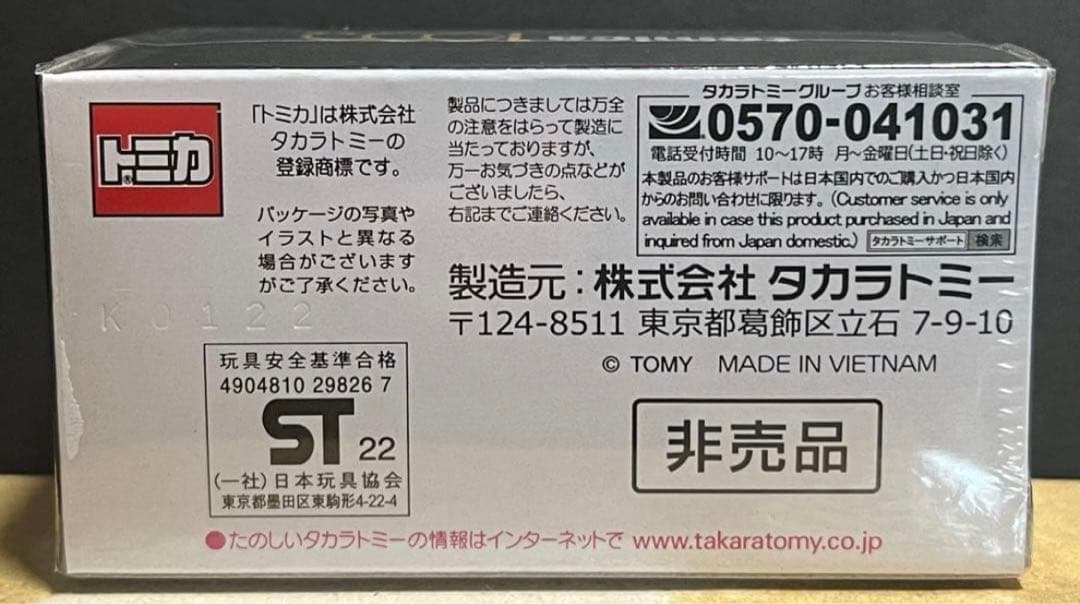 トミカ®
「トミカ」は株式会社
タカラトミーの
登録商標です。
パッケージの写真や
イラストと異なる
場合がございます
がご了承ください。
K0122
製品につきましては万全
の注意をはらって製造に
当たっておりますが、
万一お気づきの点などが
ございましたら、
右記までご連絡ください。
タカラトミーグループ お客様相談室
0570-041031
電話受付時間 10～17時 月～金曜日(土日・祝日除く)
本製品のお客様サポートは日本国内でのご購入かつ日本国内
からのお問い合わせに限ります。(Customer service is only
available in case this product purchased in Japan and
inquired from Japan domestic.) タカラトミーサポート 検索
製造元：株式会社 タカラトミー
〒124-8511 東京都葛飾区立石 7-9-10
© TOMY MADE IN VIETNAM
玩具安全基準合格
4904810 29826 7
ST 22
(一社)日本玩具協会
東京都墨田区東駒形4-22-4
非売品
●たのしいタカラトミーの情報はインターネットで www.takaratomy.co.jp